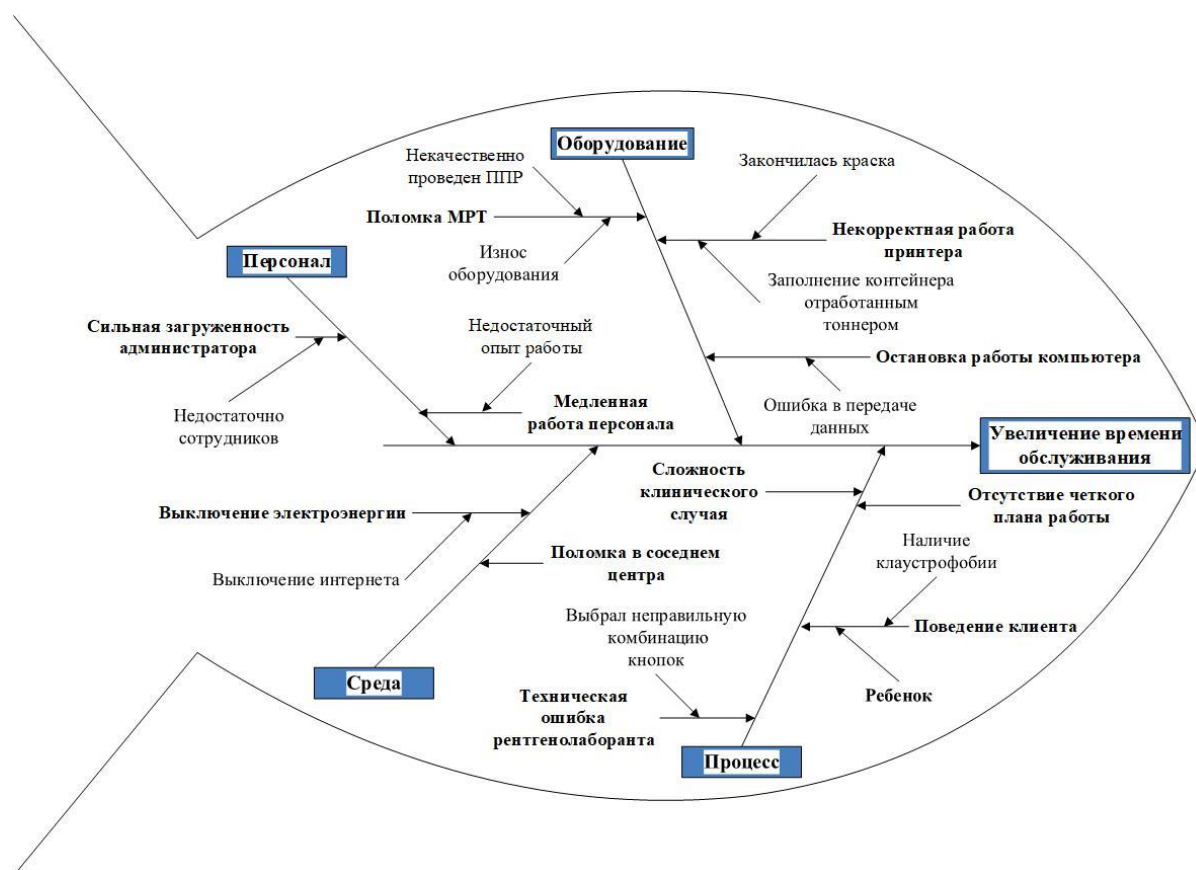 Оборудование
Некачественно
проведен ППР
Закончилась краска
Поломка МРТ
Некорректная работа
принтера
Износ
оборудования
Заполнение контейнера
отработанным
тоннером
Персонал
Сильная загруженность
администратора
Недостаточный
опыт работы
Остановка работы компьютера
Недостаточно
сотрудников
Медленная
работа персонала
Ошибка в передаче
данных
Увеличение времени
обслуживания
Сложность
клинического
случая
Отсутствие четкого
плана работы
Выключение электроэнергии
Поломка в соседнем
центра
Наличие
клаустрофобии
Выключение интернета
Выбрал неправильную
комбинацию
кнопок
Поведение клиента
Среда
Техническая
ошибка
рентгенолаборанта
Ребенок
Процесс